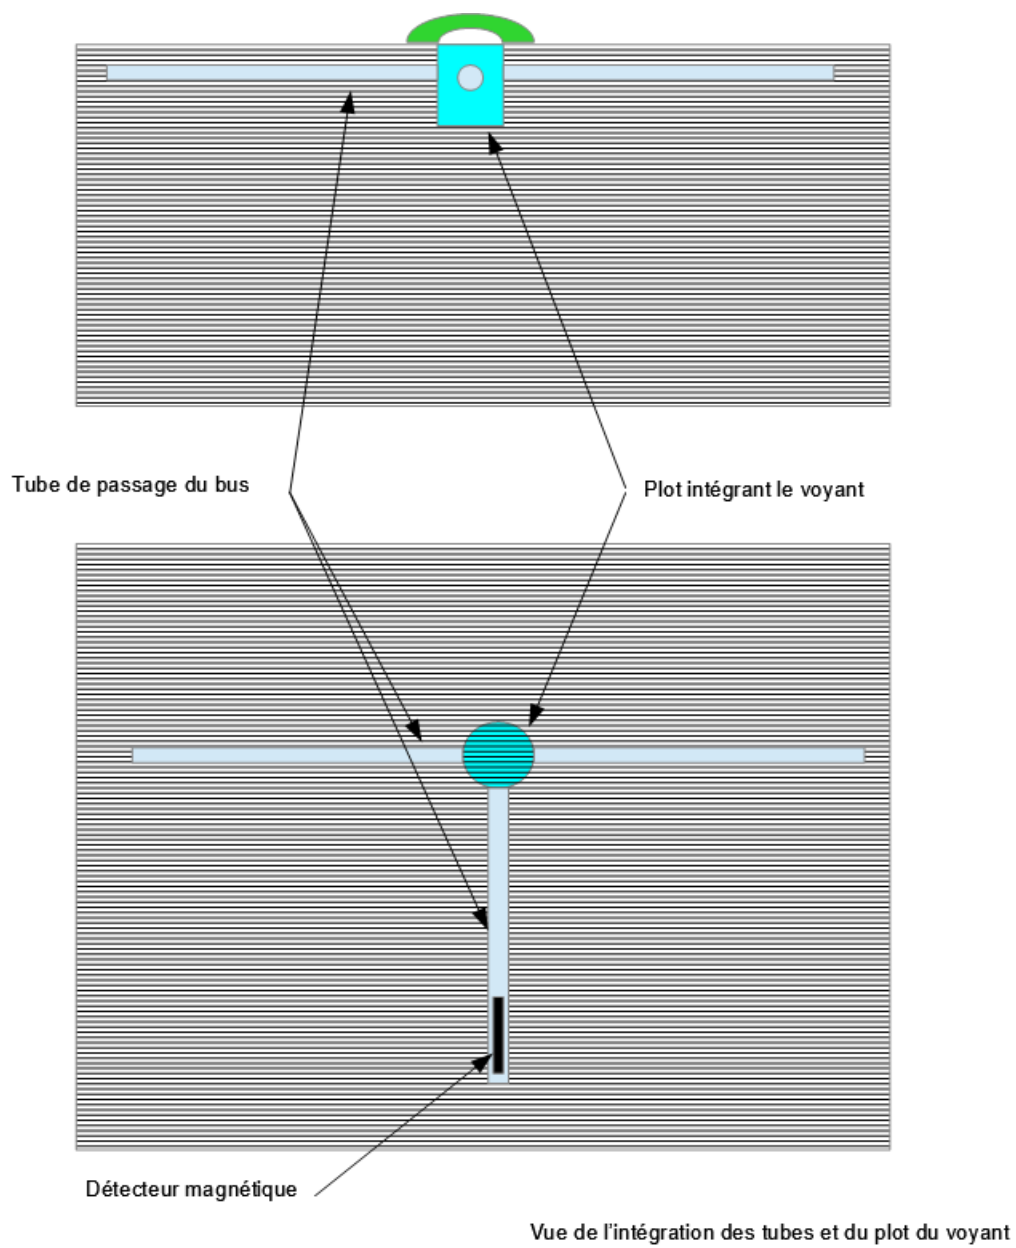 Tube de passage du bus
Plot intégrant le voyant
Détecteur magnétique
Vue de l'intégration des tubes et du plot du voyant